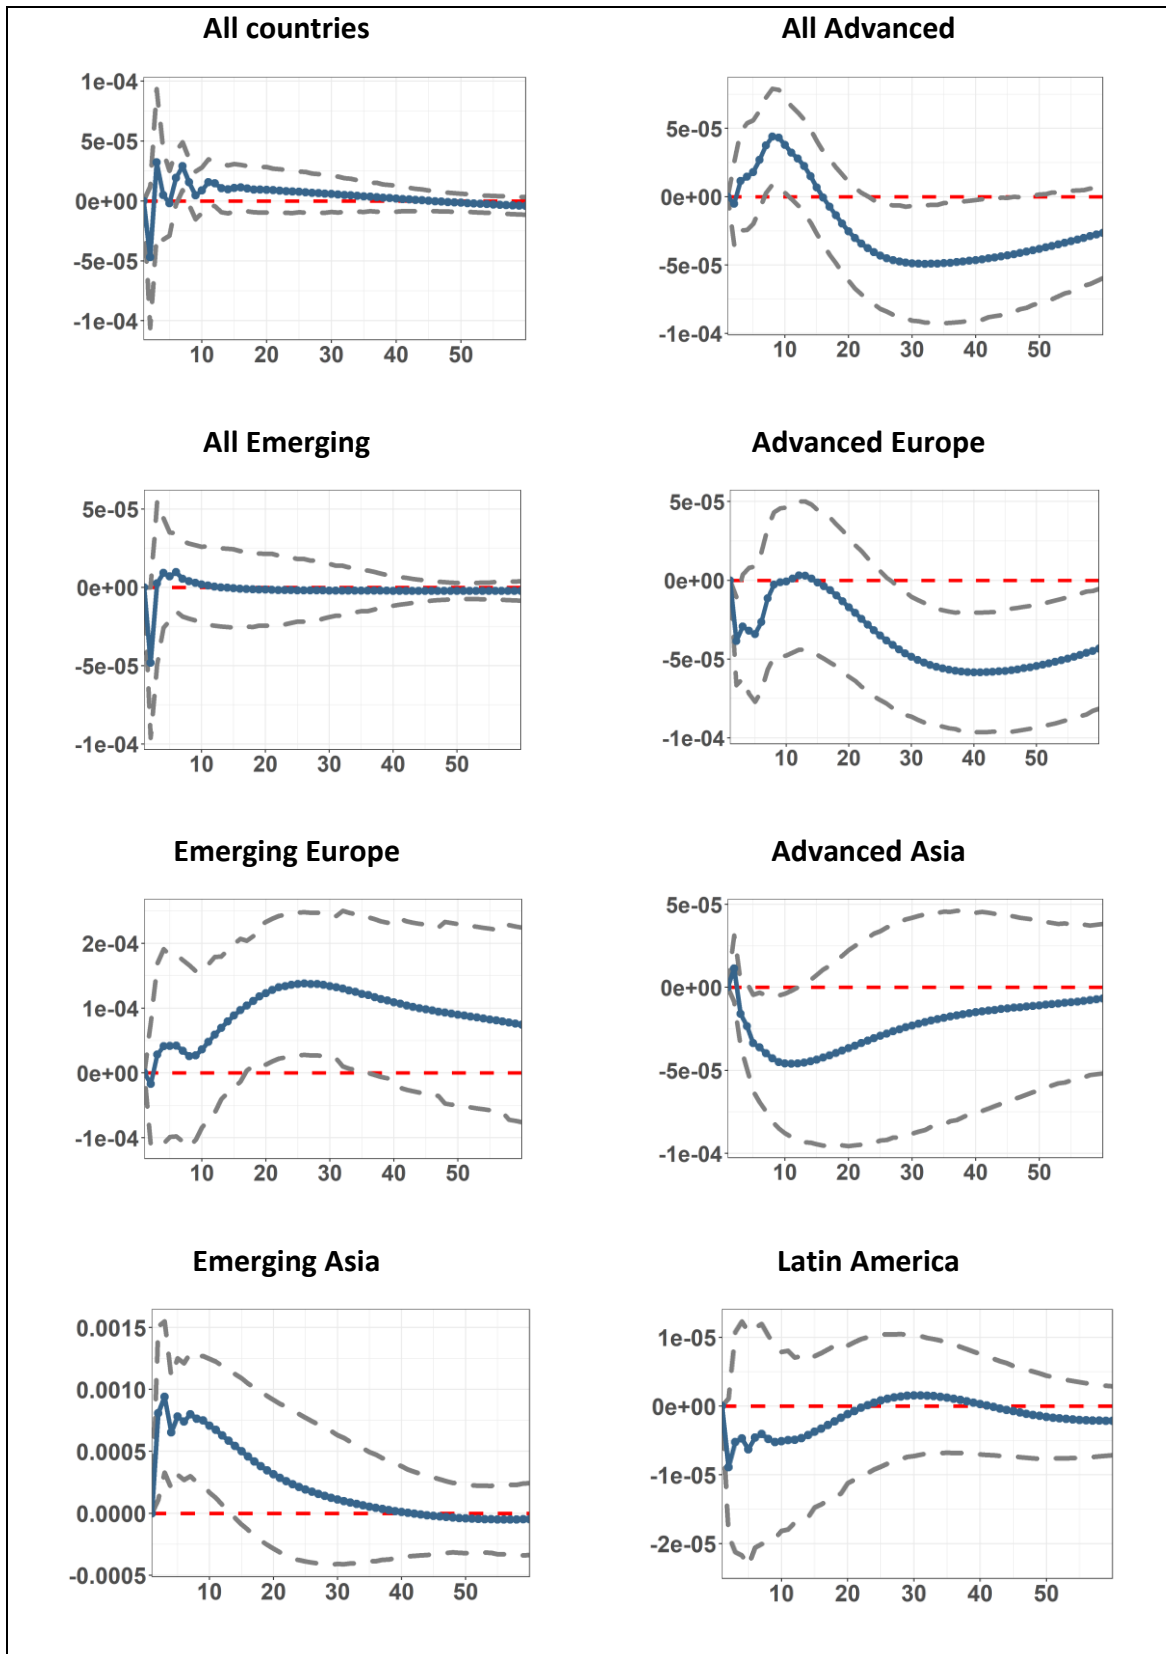 All countries
1e-04
5e-05
0e+00
-5e-05
-1e-04
10 20 30 40 50
All Advanced
5e-05
0e+00
-5e-05
-1e-04
10 20 30 40 50
All Emerging
5e-05
0e+00
-5e-05
-1e-04
10 20 30 40 50
Advanced Europe
5e-05
0e+00
-5e-05
-1e-04
10 20 30 40 50
Emerging Europe
2e-04
1e-04
0e+00
-1e-04
10 20 30 40 50
Advanced Asia
5e-05
0e+00
-5e-05
-1e-04
10 20 30 40 50
Emerging Asia
0.0015
0.0010
0.0005
0.0000
-0.0005
10 20 30 40 50
Latin America
1e-05
0e+00
-1e-05
-2e-05
10 20 30 40 50